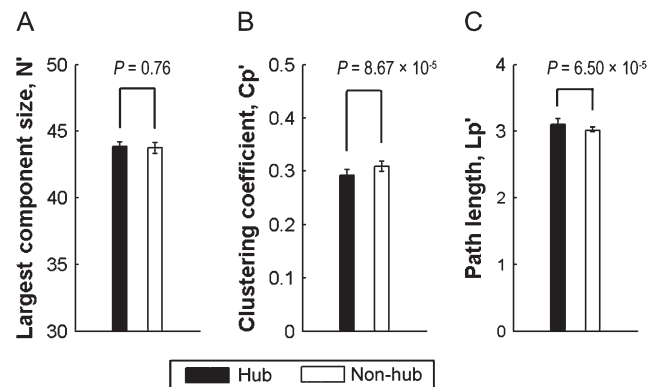 A
B
C
Largest component size, N'
50
45
40
35
30
P = 0.76
Clustering coefficient, Cp'
0.5
0.4
0.3
0.2
0.1
0
P = 8.67 × 10⁻⁵
Path length, Lp'
4
3
2
1
0
P = 6.50 × 10⁻⁵
Hub
Non-hub